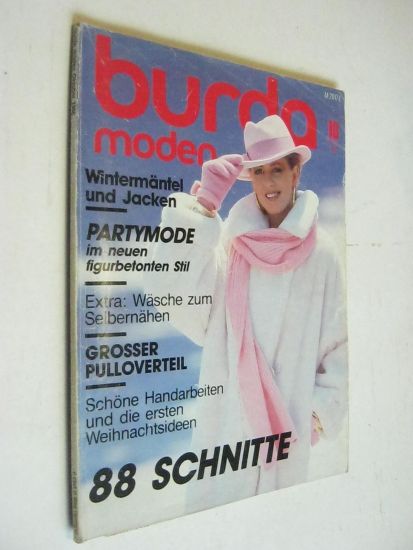 burda
moden
10
Wintermäntel
und Jacken
PARTYMODE
im neuen
figurbetonten Stil
Extra: Wäsche zum
Selbernähen
GROSSER
PULLOVERTEIL
Schöne Handarbeiten
und die ersten
Weihnachtsideen
88 SCHNITTE